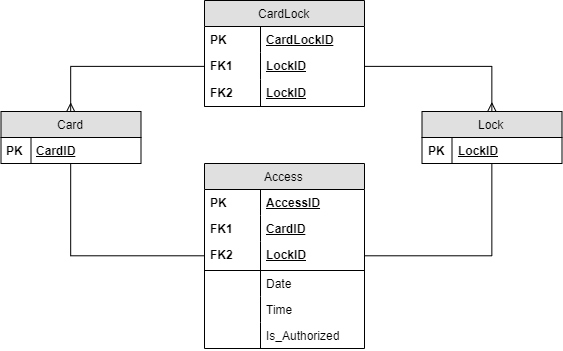 CardLock
PK CardLockID
FK1 LockID
FK2 LockID
Card
PK CardID
Lock
PK LockID
Access
PK AccessID
FK1 CardID
FK2 LockID
Date
Time
Is_Authorized